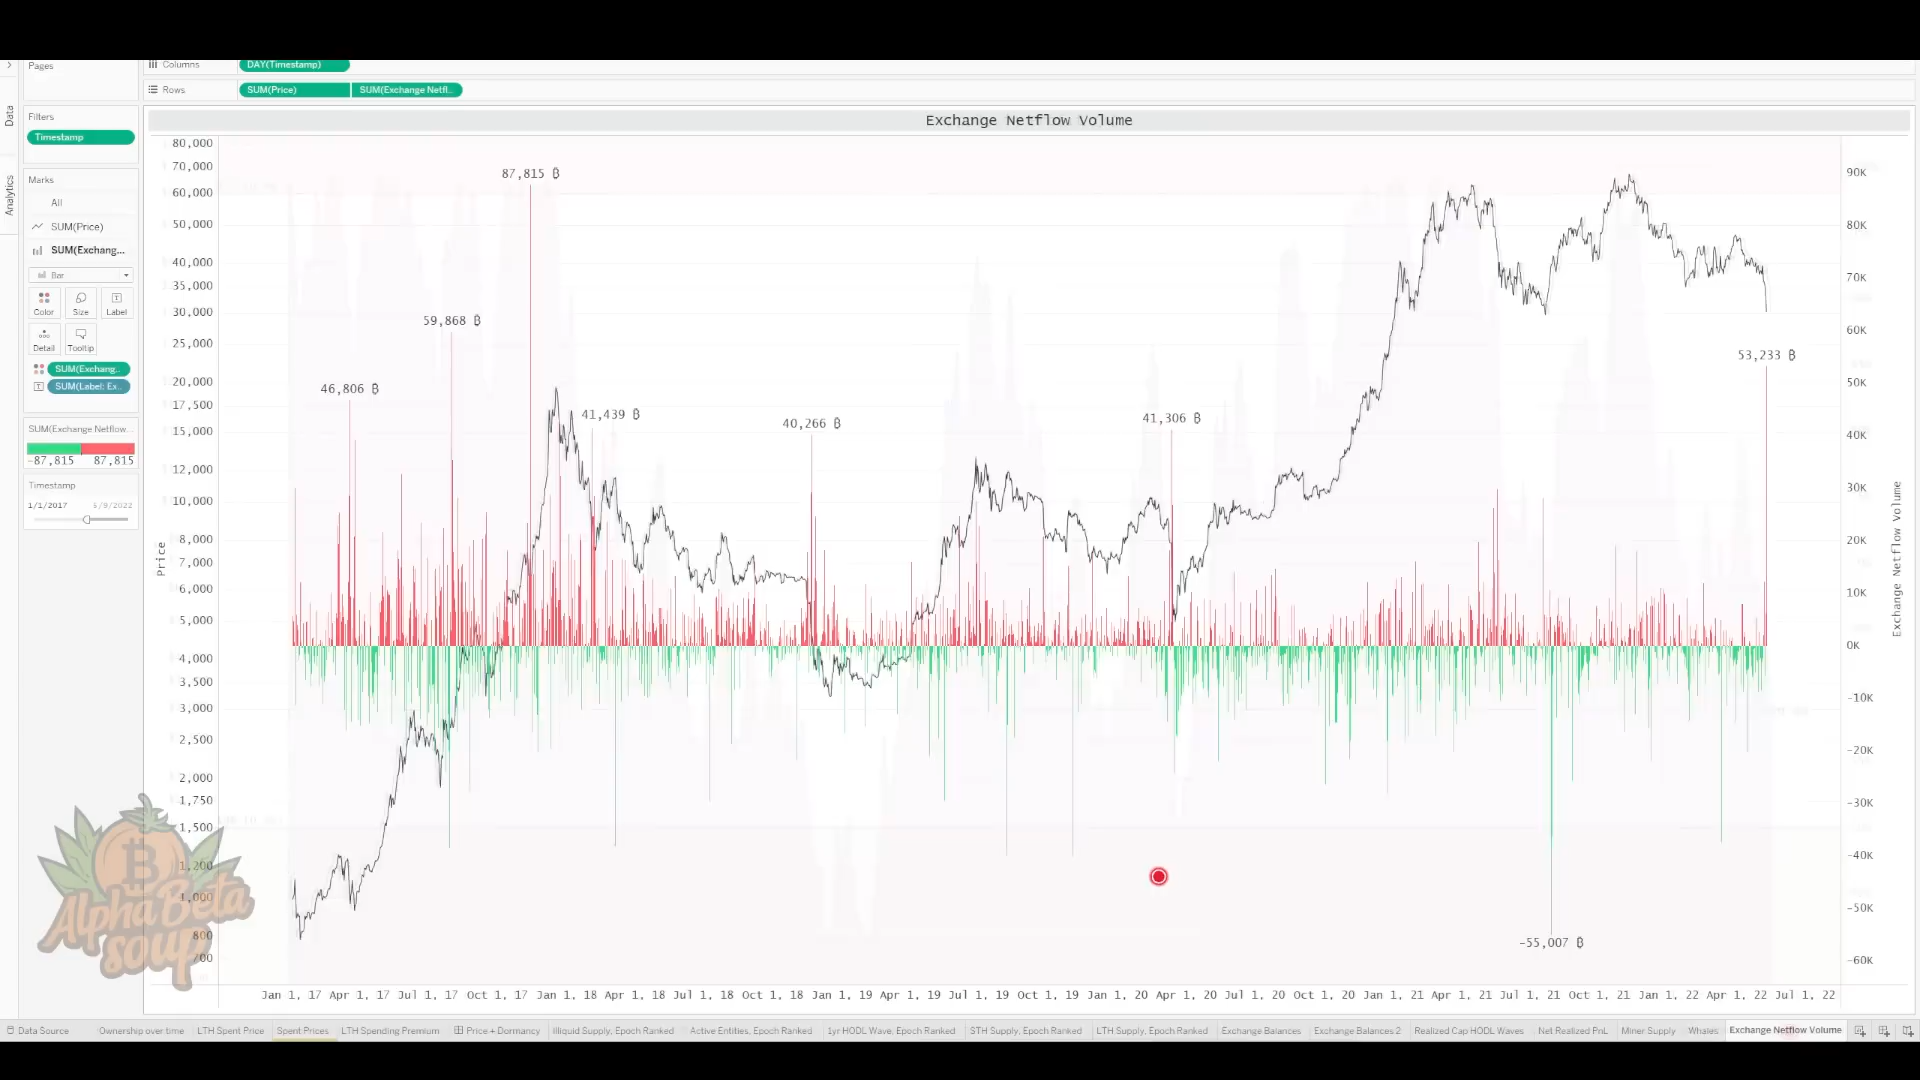 Pages
Columns
DAY(Timestamp)
Rows
SUM(Price)
SUM(Exchange Netfl..
Data
Analytics
Filters
Timestamp
Marks
All
SUM(Price)
SUM(Exchang...
Bar
Color
Size
Label
Detail
Tooltip
SUM(Exchang..
SUM(Label: Ex..
SUM(Exchange Netflow...
-87,815
87,815
Timestamp
1/1/2017
5/9/2022
Exchange Netflow Volume
80,000
70,000
60,000
50,000
40,000
35,000
30,000
25,000
20,000
17,500
15,000
12,000
10,000
8,000
7,000
6,000
5,000
4,000
3,500
3,000
2,500
2,000
1,750
1,500
1,200
1,000
800
700
Price
87,815 ₿
59,868 ₿
46,806 ₿
41,439 ₿
40,266 ₿
41,306 ₿
53,233 ₿
-55,007 ₿
90K
80K
70K
60K
50K
40K
30K
20K
10K
0K
-10K
-20K
-30K
-40K
-50K
-60K
Exchange Netflow Volume
Jan 1, 17
Apr 1, 17
Jul 1, 17
Oct 1, 17
Jan 1, 18
Apr 1, 18
Jul 1, 18
Oct 1, 18
Jan 1, 19
Apr 1, 19
Jul 1, 19
Oct 1, 19
Jan 1, 20
Apr 1, 20
Jul 1, 20
Oct 1, 20
Jan 1, 21
Apr 1, 21
Jul 1, 21
Oct 1, 21
Jan 1, 22
Apr 1, 22
Jul 1, 22
AlphaBeta
soup
Data Source
Ownership over time
LTH Spent Price
Spent Prices
LTH Spending Premium
Price + Dormancy
Illiquid Supply, Epoch Ranked
Active Entities, Epoch Ranked
1yr HODL Wave, Epoch Ranked
STH Supply, Epoch Ranked
LTH Supply, Epoch Ranked
Exchange Balances
Exchange Balances 2
Realized Cap HODL Waves
Net Realized PnL
Miner Supply
Whales
Exchange Netflow Volume